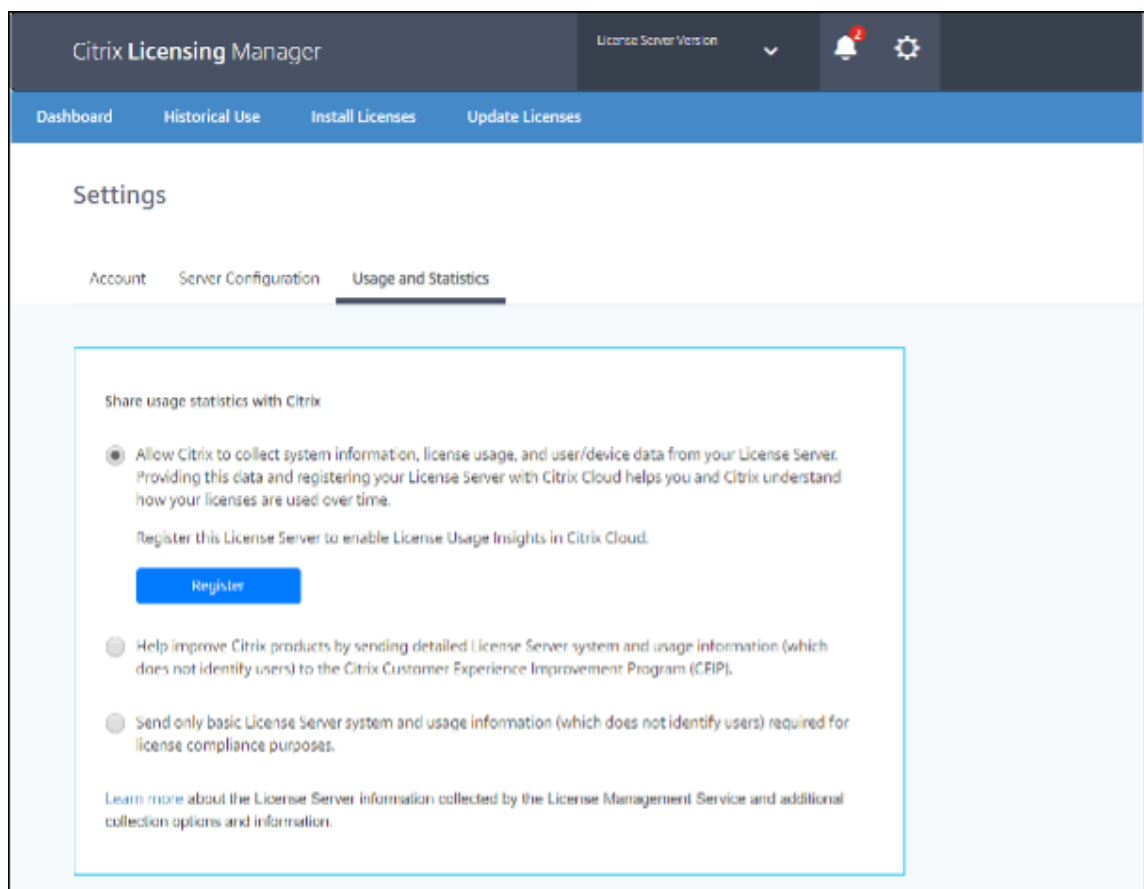 Citrix Licensing Manager
License Server Version
2
Dashboard Historical Use Install Licenses Update Licenses
Settings
Account Server Configuration Usage and Statistics
Share usage statistics with Citrix
Allow Citrix to collect system information, license usage, and user/device data from your License Server.
Providing this data and registering your License Server with Citrix Cloud helps you and Citrix understand
how your licenses are used over time.
Register this License Server to enable License Usage Insights in Citrix Cloud.
Register
Help improve Citrix products by sending detailed License Server system and usage information (which
does not identify users) to the Citrix Customer Experience Improvement Program (CEIP).
Send only basic License Server system and usage information (which does not identify users) required for
license compliance purposes.
Learn more about the License Server information collected by the License Management Service and additional
collection options and information.